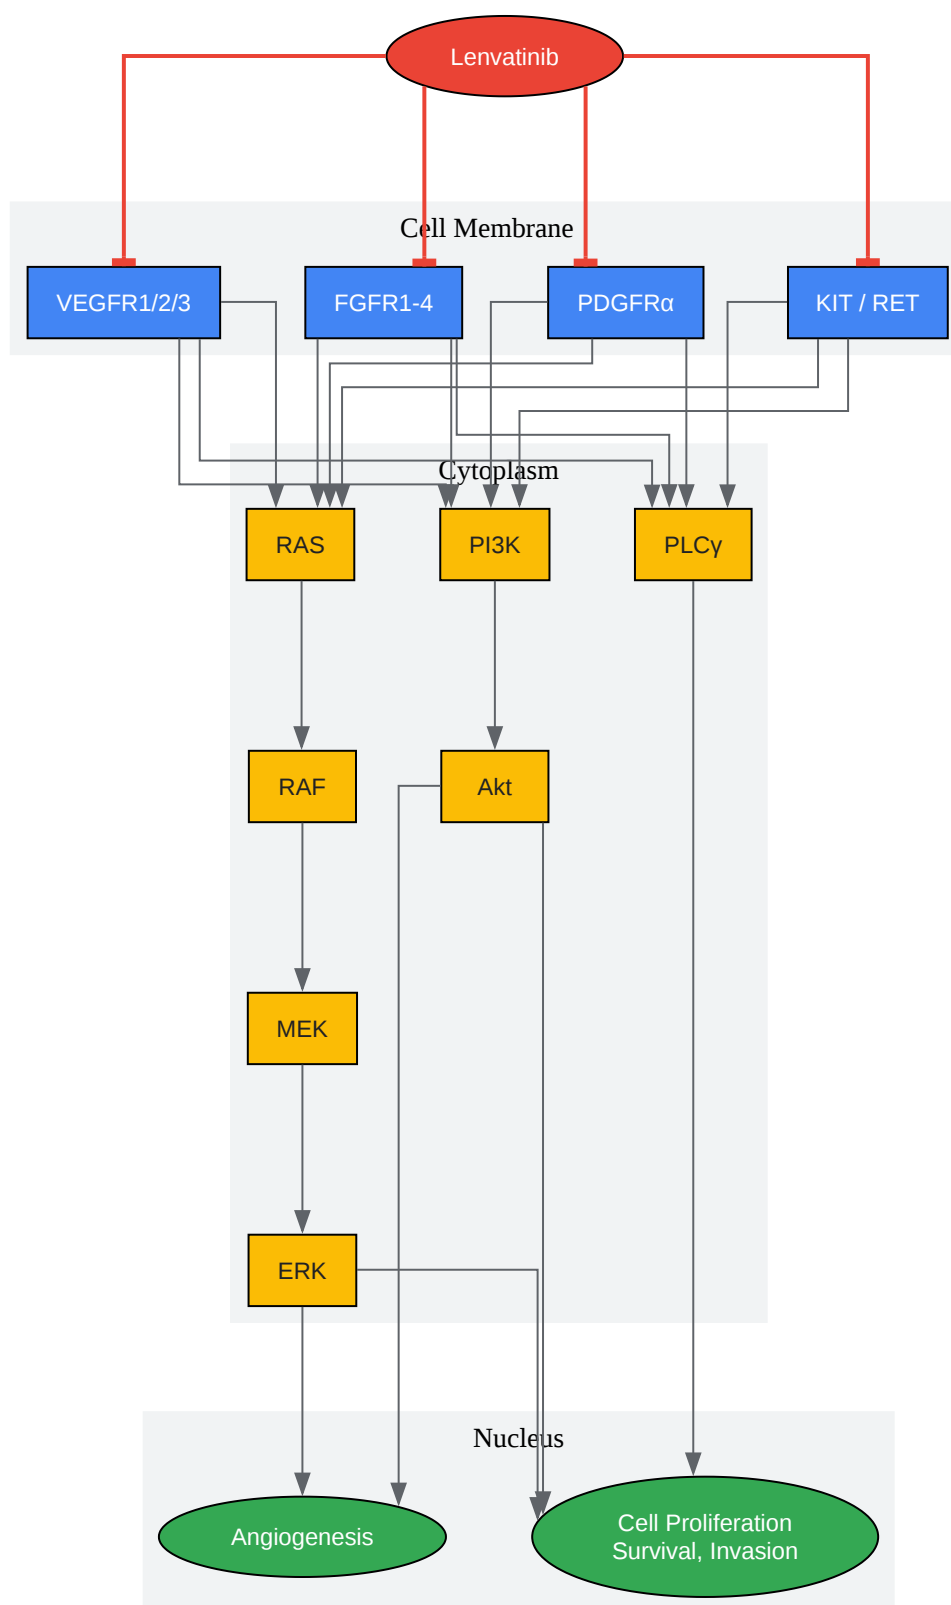 Lenvatinib
Cell Membrane
VEGFR1/2/3
FGFR1-4
PDGFRα
KIT / RET
Cytoplasm
RAS
PI3K
PLCγ
RAF
Akt
MEK
ERK
Nucleus
Angiogenesis
Cell Proliferation
Survival, Invasion